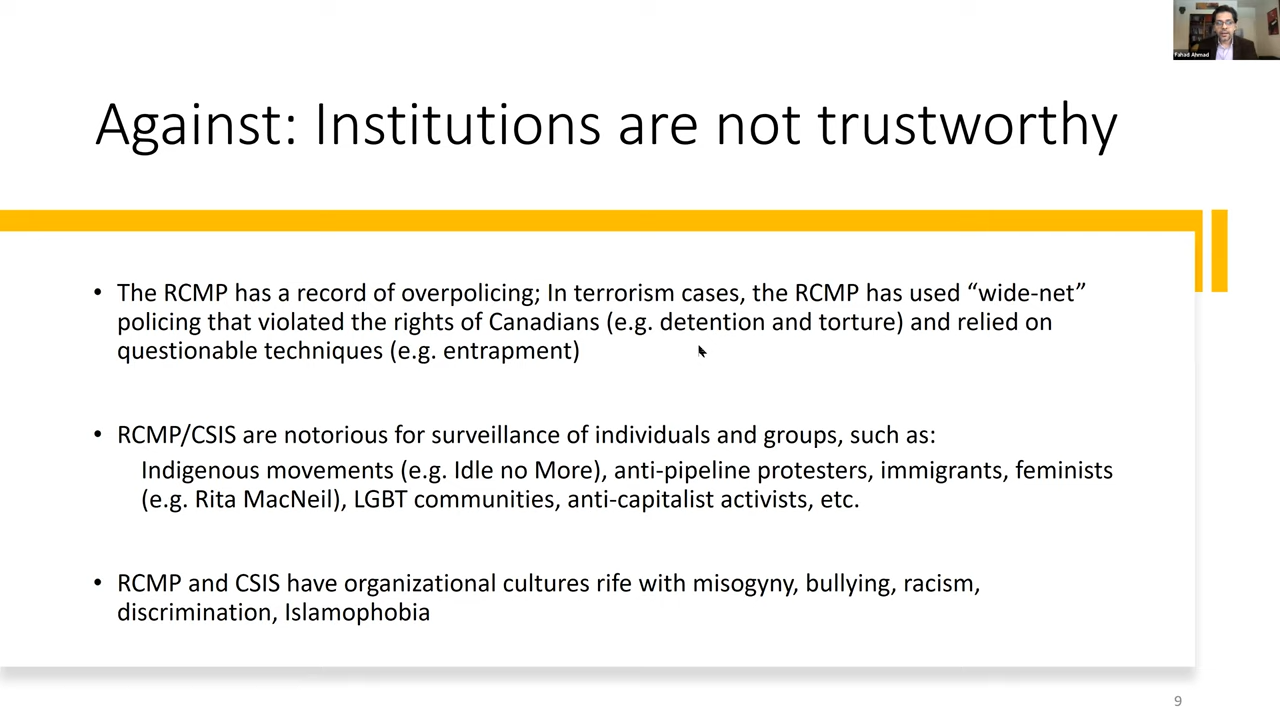 Fahad Ahmad
Against: Institutions are not trustworthy
• The RCMP has a record of overpolicing; In terrorism cases, the RCMP has used “wide-net”
policing that violated the rights of Canadians (e.g. detention and torture) and relied on
questionable techniques (e.g. entrapment)
• RCMP/CSIS are notorious for surveillance of individuals and groups, such as:
Indigenous movements (e.g. Idle no More), anti-pipeline protesters, immigrants, feminists
(e.g. Rita MacNeil), LGBT communities, anti-capitalist activists, etc.
• RCMP and CSIS have organizational cultures rife with misogyny, bullying, racism,
discrimination, Islamophobia
9